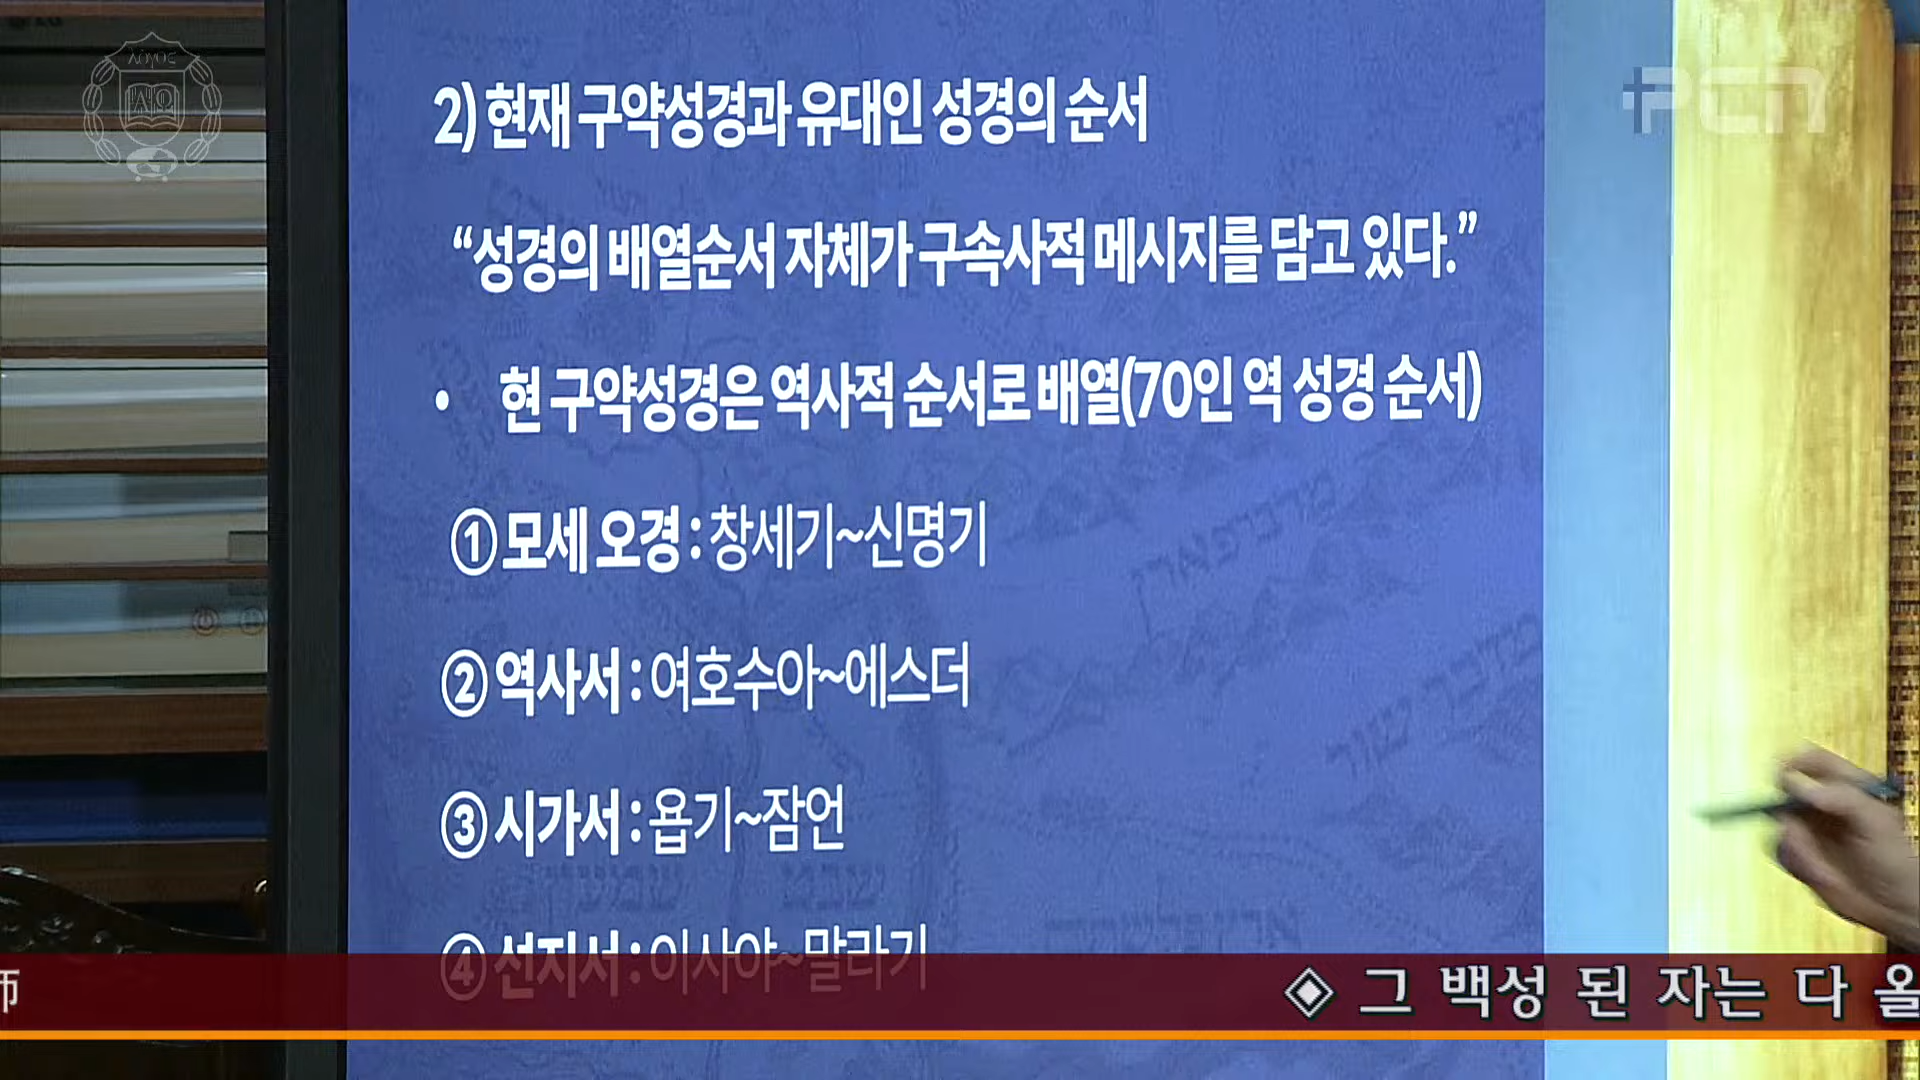 λόγος
Α Ω
PCN
2) 현재 구약성경과 유대인 성경의 순서
“성경의 배열순서 자체가 구속사적 메시지를 담고 있다.”
• 현 구약성경은 역사적 순서로 배열(70인 역 성경 순서)
① 모세 오경 : 창세기~신명기
② 역사서 : 여호수아~에스더
③ 시가서 : 욥기~잠언
④ 선지서 : 이사야~말라기
◈ 그 백성 된 자는 다 올